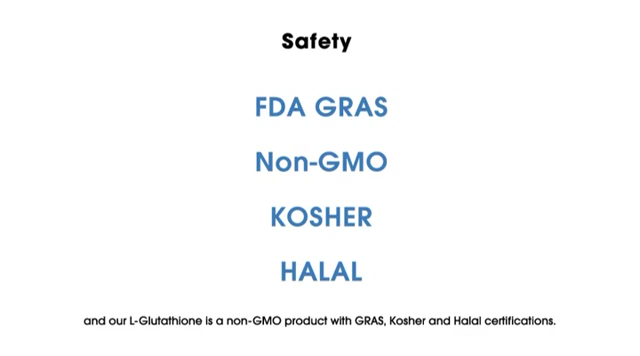 Safety
FDA GRAS
Non-GMO
KOSHER
HALAL
and our L-Glutathione is a non-GMO product with GRAS, Kosher and Halal certifications.